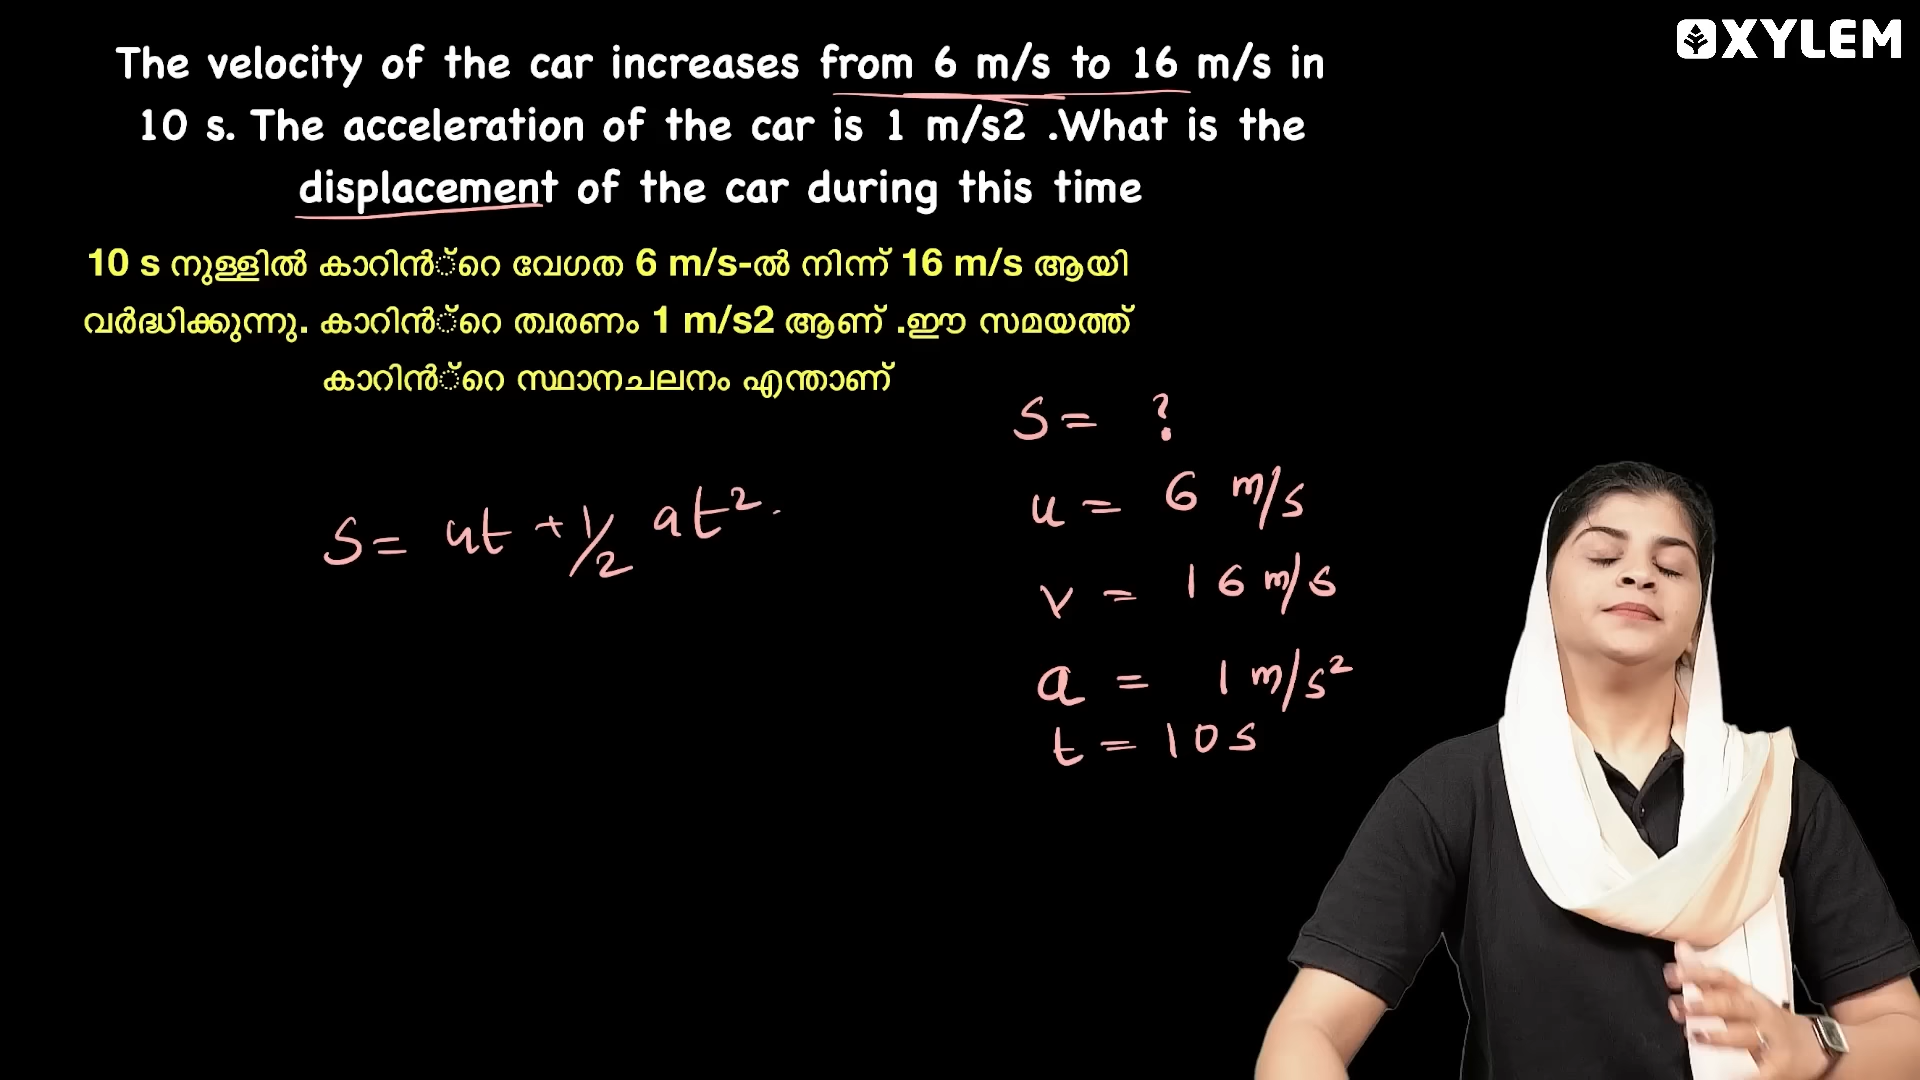 XYLEM
The velocity of the car increases from 6 m/s to 16 m/s in
10 s. The acceleration of the car is 1 m/s2 .What is the
displacement of the car during this time
10 s നുള്ളിൽ കാറിൻ്റെ വേഗത 6 m/s-ൽ നിന്ന് 16 m/s ആയി
വർദ്ധിക്കുന്നു. കാറിൻ്റെ ത്വരണം 1 m/s2 ആണ് .ഈ സമയത്ത്
കാറിൻ്റെ സ്ഥാനചലനം എന്താണ്
S = ut + 1/2 at²
S = ?
u = 6 m/s
v = 16 m/s
a = 1 m/s²
t = 10 s